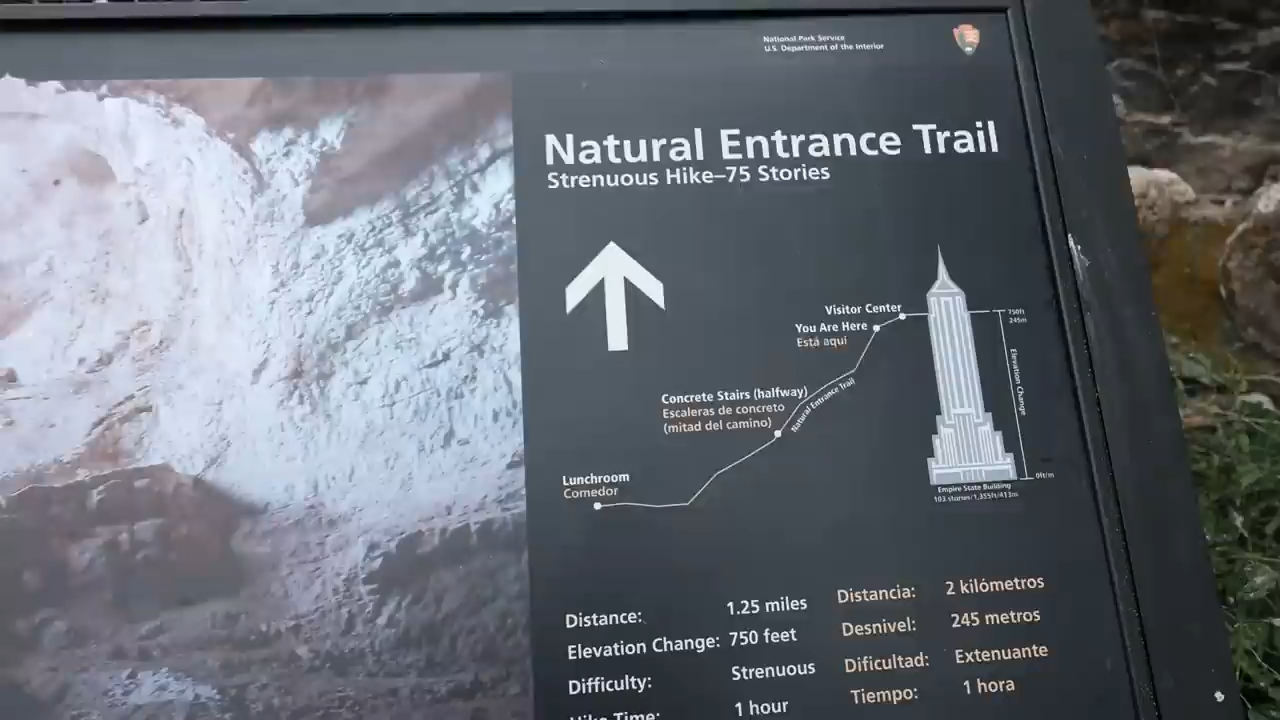 National Park Service
U.S. Department of the Interior
Natural Entrance Trail
Strenuous Hike–75 Stories
Visitor Center
You Are Here
Está aquí
750ft
245m
Elevation Change
Concrete Stairs (halfway)
Escaleras de concreto
(mitad del camino)
Natural Entrance Trail
Lunchroom
Comedor
0ft/m
Empire State Building
103 stories/1,355ft/413m
Distance: 1.25 miles
Elevation Change: 750 feet
Difficulty: Strenuous
Hike Time: 1 hour
Distancia: 2 kilómetros
Desnivel: 245 metros
Dificultad: Extenuante
Tiempo: 1 hora